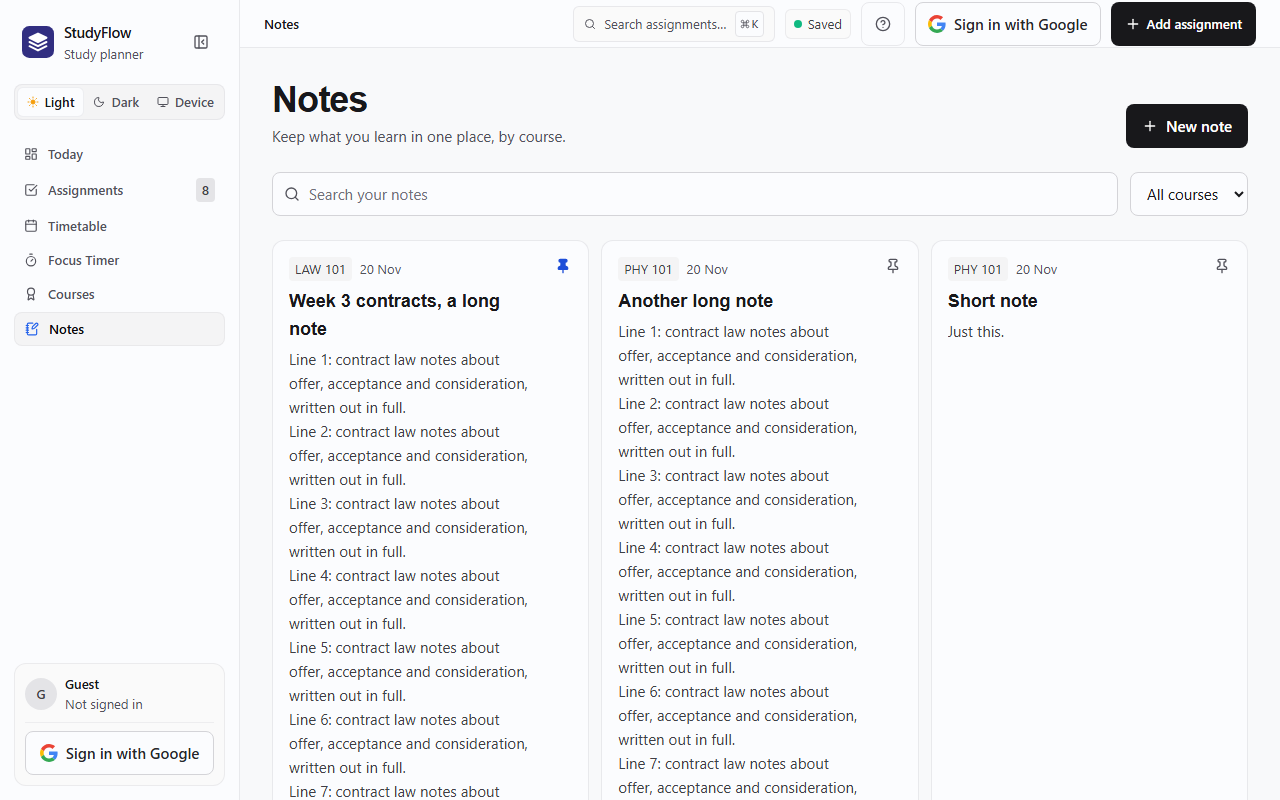 StudyFlow
Study planner
Light
Dark
Device
Today
Assignments
8
Timetable
Focus Timer
Courses
Notes
G
Guest
Not signed in
Sign in with Google
Notes
Search assignments...
⌘K
Saved
Sign in with Google
+ Add assignment
Notes
Keep what you learn in one place, by course.
+ New note
Search your notes
All courses
LAW 101
20 Nov
Week 3 contracts, a long
note
Line 1: contract law notes about
offer, acceptance and consideration,
written out in full.
Line 2: contract law notes about
offer, acceptance and consideration,
written out in full.
Line 3: contract law notes about
offer, acceptance and consideration,
written out in full.
Line 4: contract law notes about
offer, acceptance and consideration,
written out in full.
Line 5: contract law notes about
offer, acceptance and consideration,
written out in full.
Line 6: contract law notes about
offer, acceptance and consideration,
written out in full.
Line 7: contract law notes about
PHY 101
20 Nov
Another long note
Line 1: contract law notes about
offer, acceptance and consideration,
written out in full.
Line 2: contract law notes about
offer, acceptance and consideration,
written out in full.
Line 3: contract law notes about
offer, acceptance and consideration,
written out in full.
Line 4: contract law notes about
offer, acceptance and consideration,
written out in full.
Line 5: contract law notes about
offer, acceptance and consideration,
written out in full.
Line 6: contract law notes about
offer, acceptance and consideration,
written out in full.
Line 7: contract law notes about
offer, acceptance and consideration,
PHY 101
20 Nov
Short note
Just this.